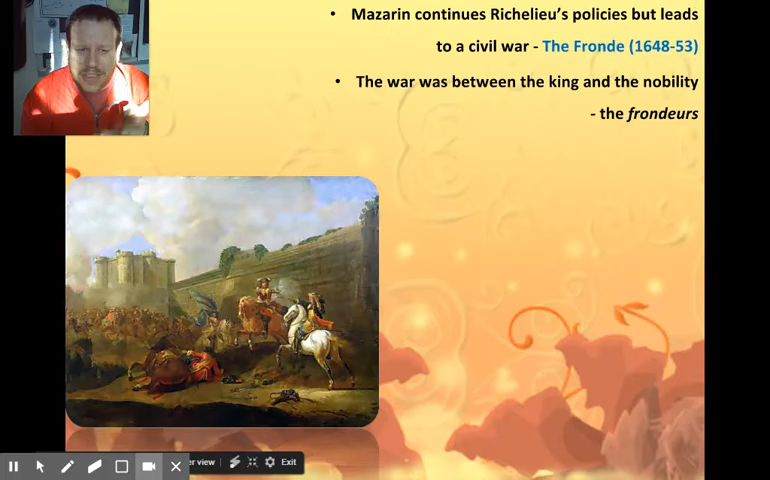 • Mazarin continues Richelieu's policies but leads
to a civil war - The Fronde (1648-53)
• The war was between the king and the nobility
- the frondeurs
er view
Exit